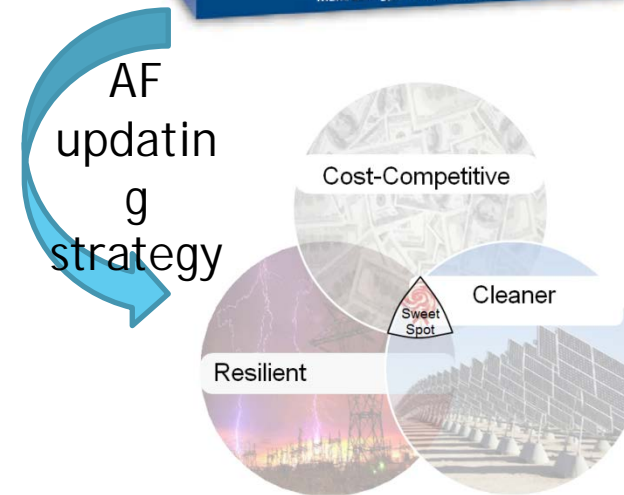 AF
updatin
g
strategy
Cost-Competitive
Cleaner
Sweet
Spot
Resilient